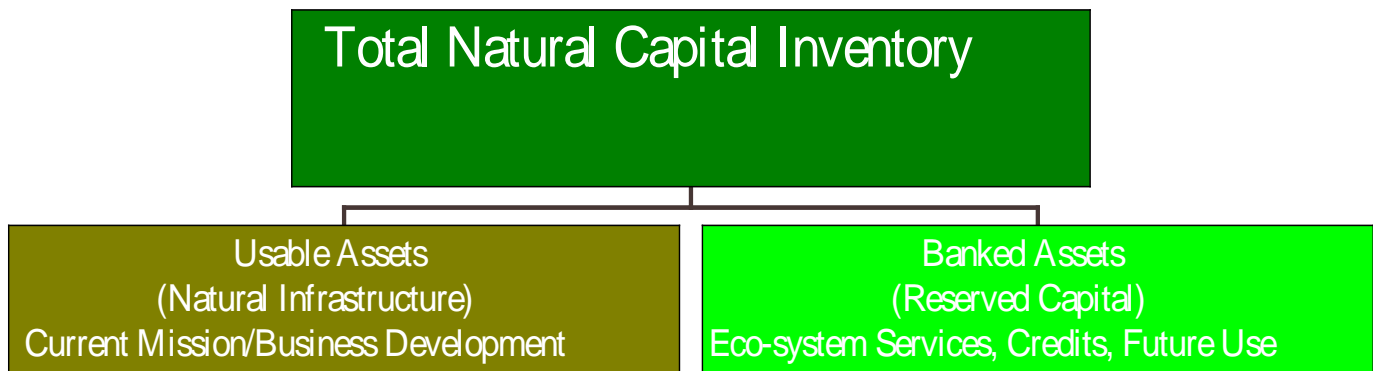 Total Natural Capital Inventory
Usable Assets
(Natural Infrastructure)
Current Mission/Business Development
Banked Assets
(Reserved Capital)
Eco-system Services, Credits, Future Use